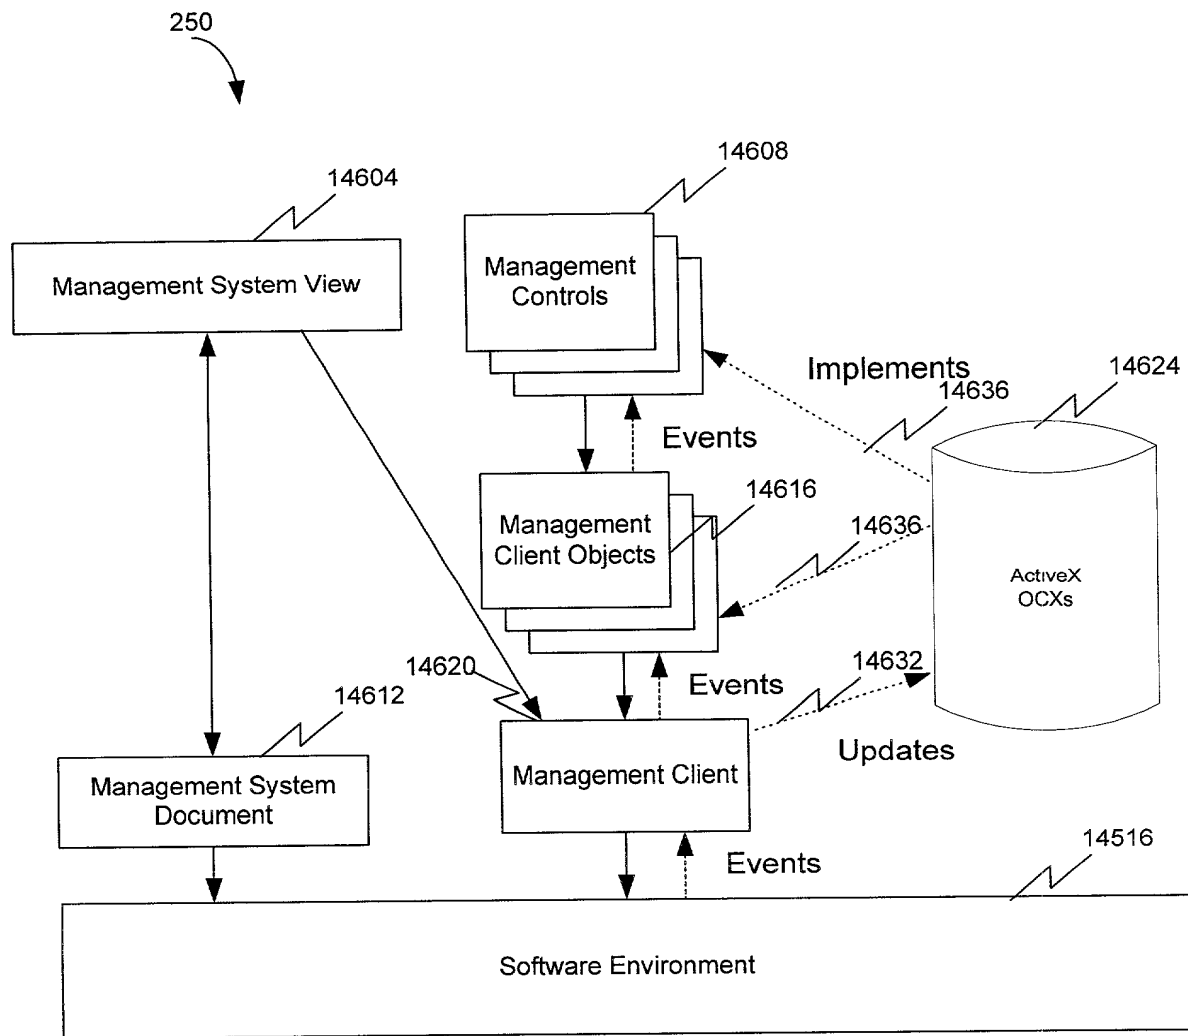 250
14608
14604
Management
Controls
Management System View
Implements
14624
14636
Events
14616
Management
Client Objects
14636
ActiveX
OCXs
14620
14632
Events
14612
Updates
Management Client
Management System
Document
Events
14516
Software Environment